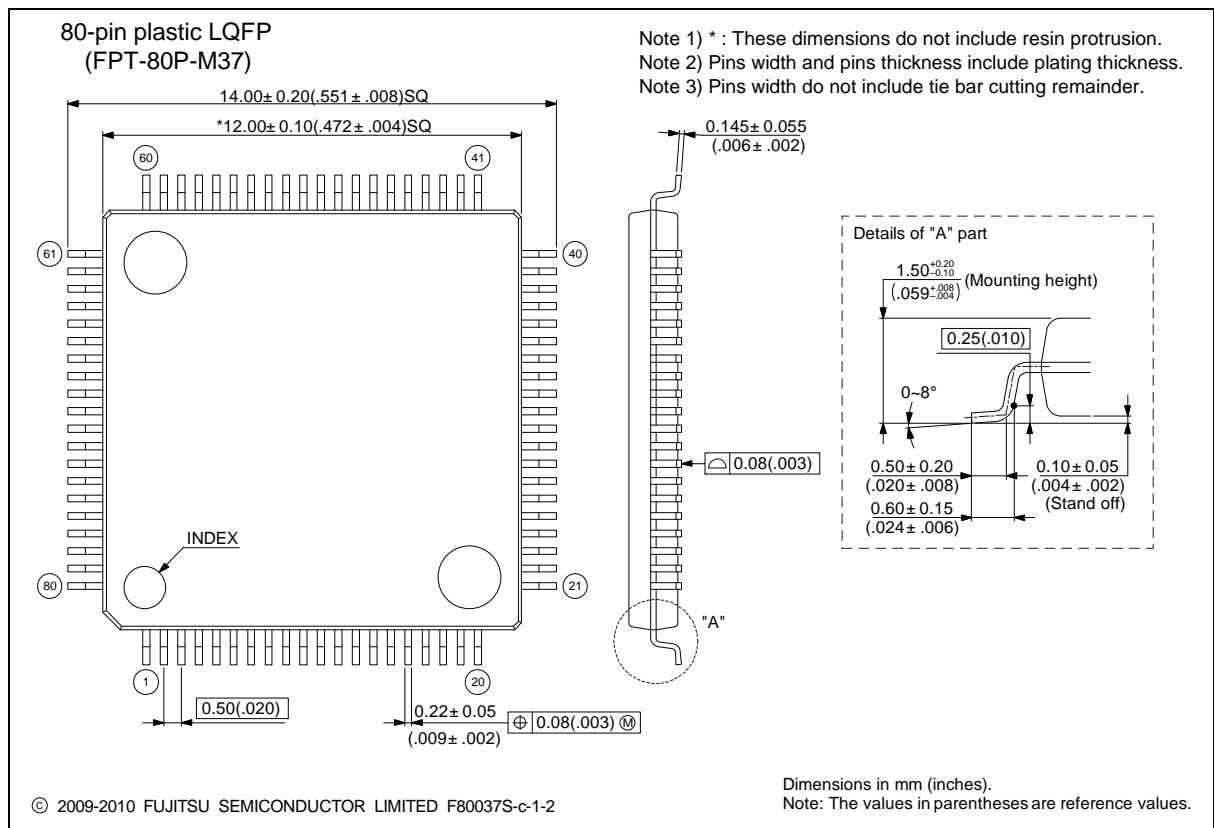 80-pin plastic LQFP
(FPT-80P-M37)
Note 1) * : These dimensions do not include resin protrusion.
Note 2) Pins width and pins thickness include plating thickness.
Note 3) Pins width do not include tie bar cutting remainder.
14.00± 0.20(.551 ± .008)SQ
*12.00± 0.10(.472 ± .004)SQ
0.145± 0.055
(.006± .002)
60
41
61
40
80
21
INDEX
1
20
0.50(.020)
0.22± 0.05
(.009± .002)
⌖ 0.08(.003) Ⓜ
⌓ 0.08(.003)
"A"
Details of "A" part
1.50 +0.20 −0.10
(.059 +.008 −.004)
(Mounting height)
0.25(.010)
0~8°
0.50± 0.20
(.020± .008)
0.60± 0.15
(.024± .006)
0.10± 0.05
(.004± .002)
(Stand off)
© 2009-2010 FUJITSU SEMICONDUCTOR LIMITED F80037S-c-1-2
Dimensions in mm (inches).
Note: The values in parentheses are reference values.